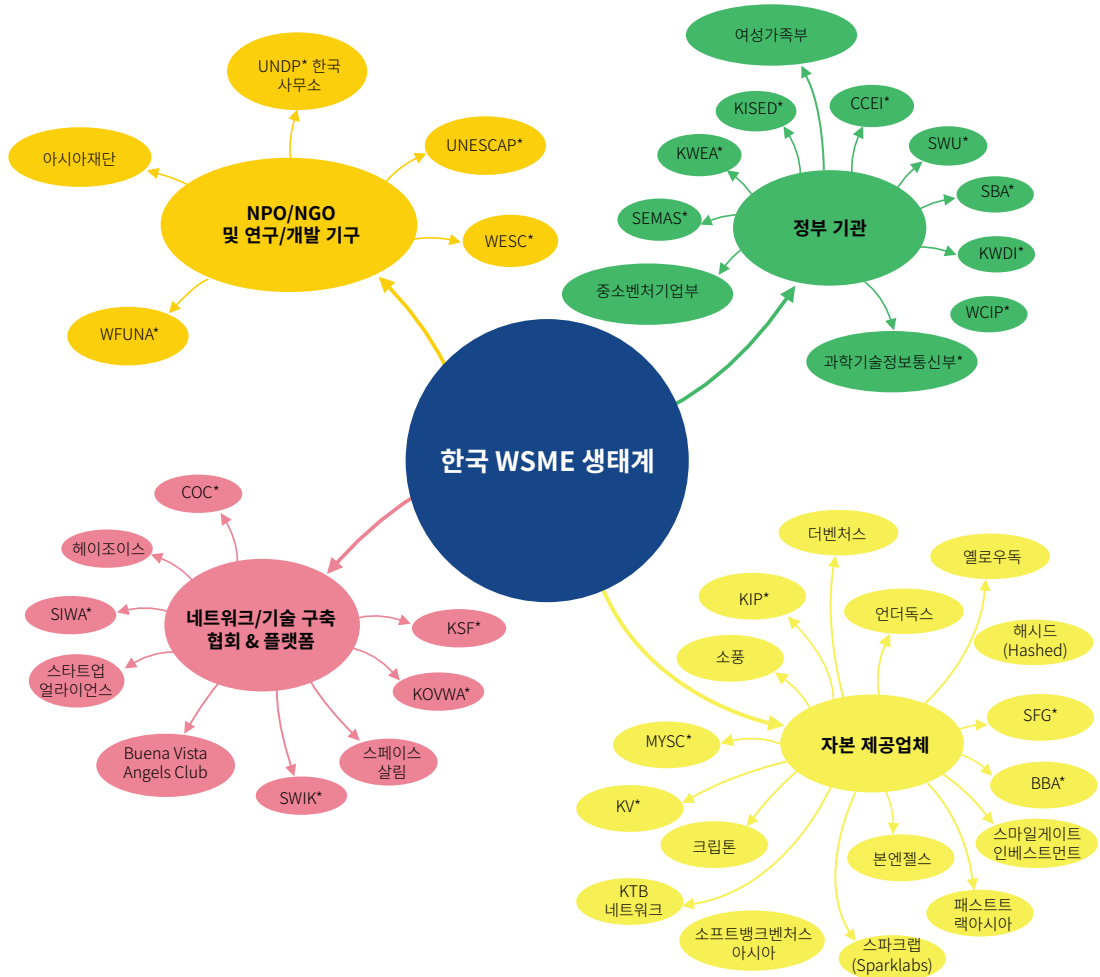 UNDP* 한국
사무소
아시아재단
UNESCAP*
NPO/NGO
및 연구/개발 기구
WESC*
WFUNA*
여성가족부
KISED*
CCEI*
KWEA*
SWU*
SEMAS*
SBA*
정부 기관
KWDI*
중소벤처기업부
WCIP*
과학기술정보통신부*
한국 WSME 생태계
COC*
헤이조이스
SIWA*
네트워크/기술 구축
협회 & 플랫폼
KSF*
스타트업
얼라이언스
KOVWA*
Buena Vista
Angels Club
스페이스
살림
SWIK*
더벤처스
옐로우독
KIP*
언더독스
해시드
(Hashed)
소풍
SFG*
MYSC*
자본 제공업체
BBA*
KV*
크립톤
본엔젤스
스마일게이트
인베스트먼트
KTB
네트워크
패스트트
랙아시아
소프트뱅크벤처스
아시아
스파크랩
(Sparklabs)